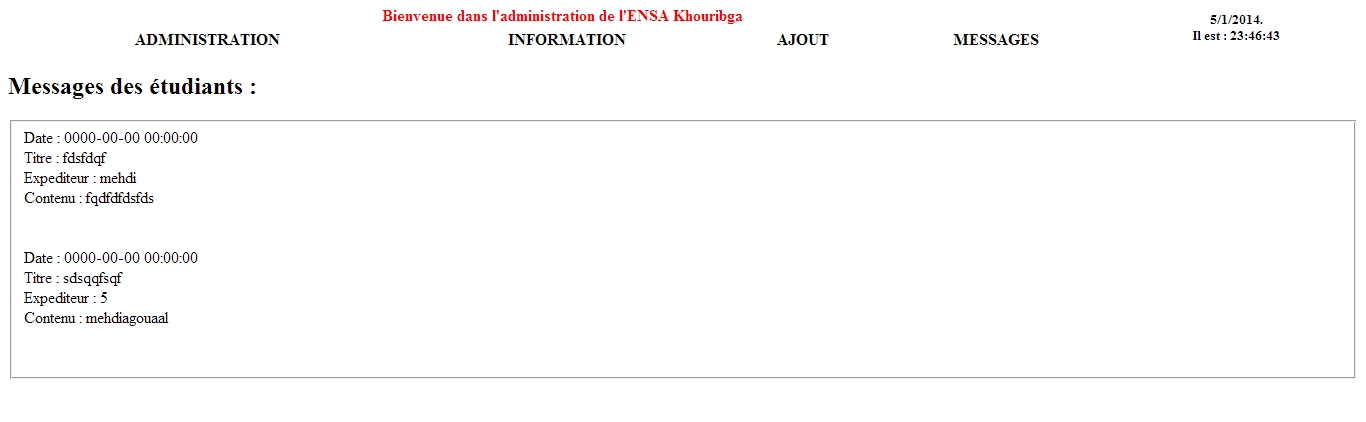 Bienvenue dans l'administration de l'ENSA Khouribga
5/1/2014.
Il est : 23:46:43
ADMINISTRATION INFORMATION AJOUT MESSAGES
Messages des étudiants :
Date : 0000-00-00 00:00:00
Titre : fdsfdqf
Expediteur : mehdi
Contenu : fqdfdfdsfds
Date : 0000-00-00 00:00:00
Titre : sdsqqfsqf
Expediteur : 5
Contenu : mehdiagouaal